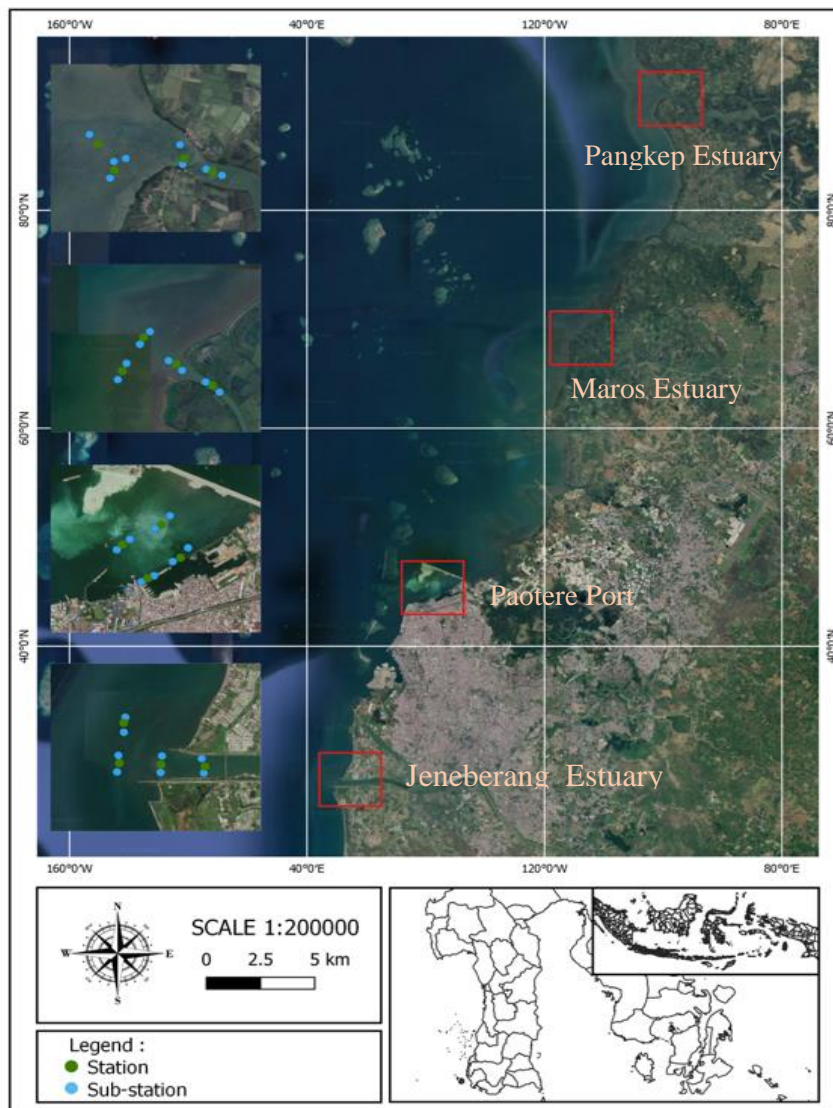 160°0'W 40°0'E 120°0'W 80°0'E
80°0'N 80°0'N
Pangkep Estuary
Maros Estuary
60°0'N 60°0'N
Paotere Port
40°0'N 40°0'N
Jeneberang Estuary
160°0'W 40°0'E 120°0'W 80°0'E
N
W E
S
SCALE 1:200000
0 2.5 5 km
Legend :
Station
Sub-station